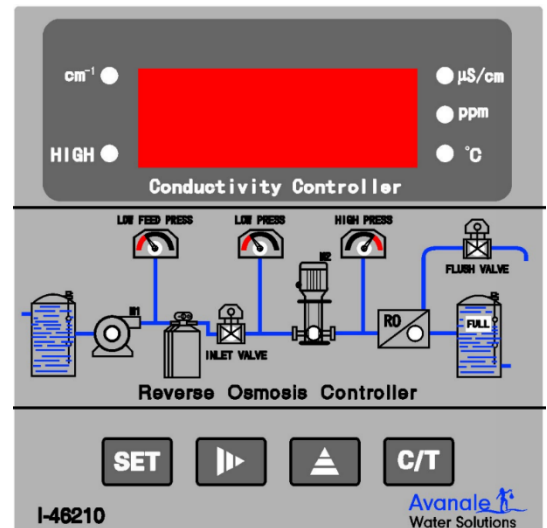 cm⁻¹
μS/cm
ppm
HIGH
°C
Conductivity Controller
LOW FEED PRESS
LOW PRESS
HIGH PRESS
M2
FLUSH VALVE
M1
RO
FULL
INLET VALVE
Reverse Osmosis Controller
SET
C/T
I-46210
Avanale
Water Solutions